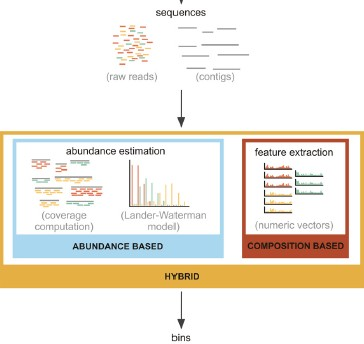 sequences
(raw reads) (contigs)
abundance estimation
feature extraction
(coverage
computation)
(Lander-Waterman
model)
(numeric vectors)
ABUNDANCE BASED
COMPOSITION BASED
HYBRID
bins